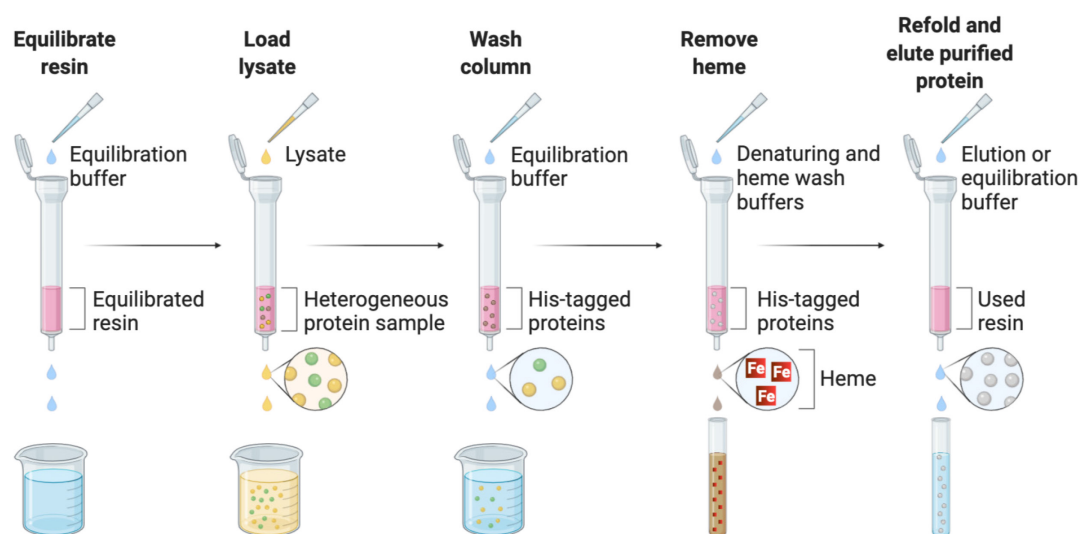 Equilibrate
resin
Load
lysate
Wash
column
Remove
heme
Refold and
elute purified
protein
Equilibration
buffer
Lysate
Equilibration
buffer
Denaturing and
heme wash
buffers
Elution or
equilibration
buffer
Equilibrated
resin
Heterogeneous
protein sample
His-tagged
proteins
His-tagged
proteins
Used
resin
Fe
Fe
Fe
Heme